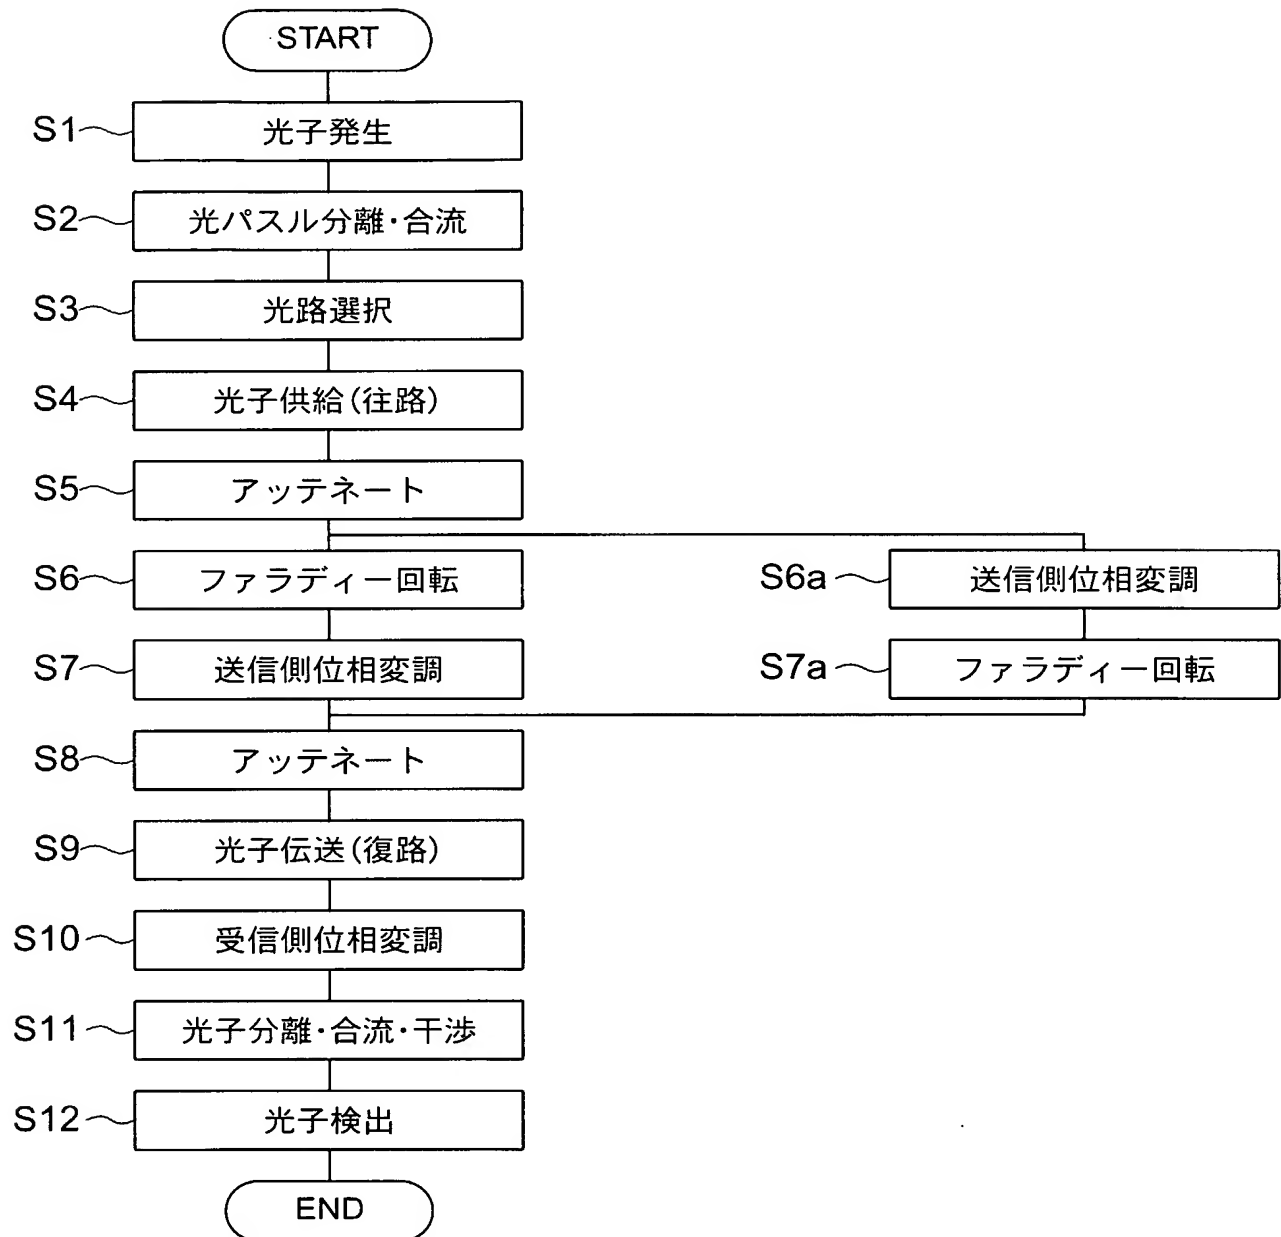 START
S1 光子発生
S2 光パスル分離・合流
S3 光路選択
S4 光子供給(往路)
S5 アッテネート
S6 ファラディー回転
S6a 送信側位相変調
S7 送信側位相変調
S7a ファラディー回転
S8 アッテネート
S9 光子伝送(復路)
S10 受信側位相変調
S11 光子分離・合流・干渉
S12 光子検出
END